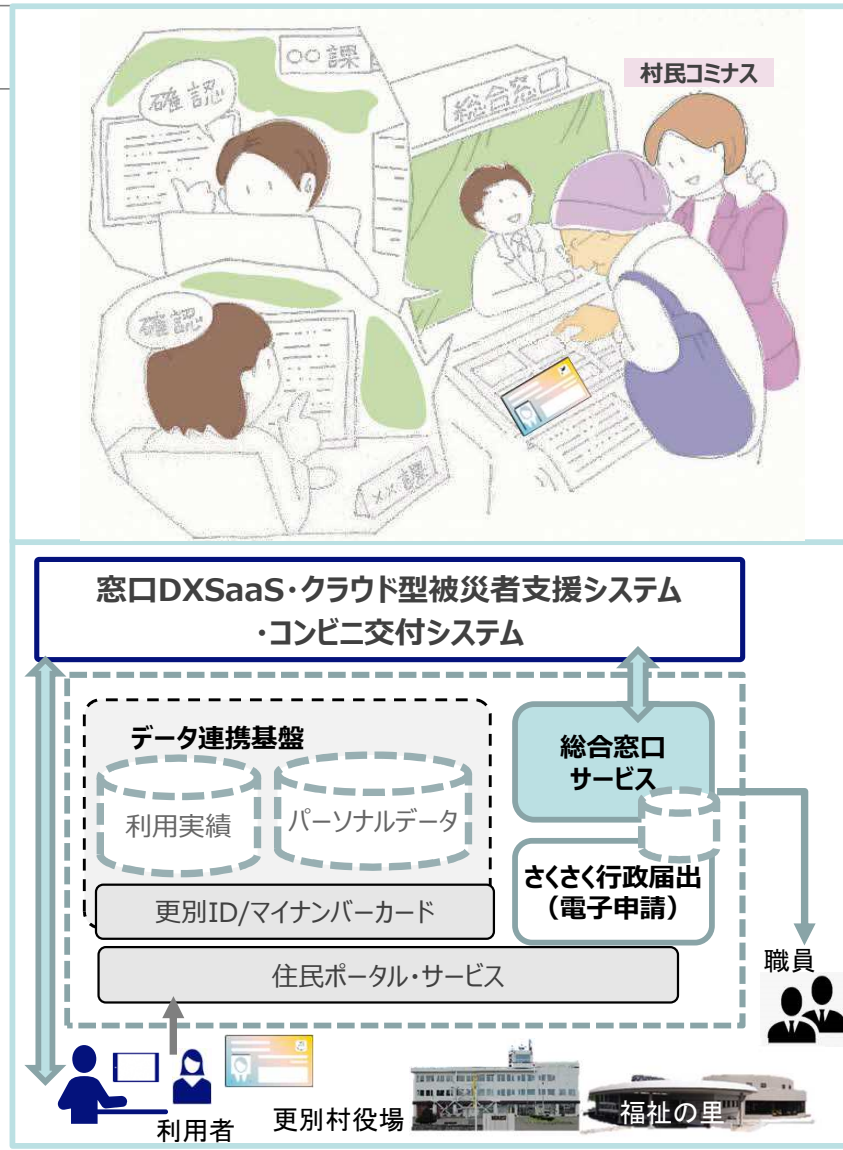 ○○課
確認
総合窓口
村民コミナス
確認
××課
窓口DXSaaS・クラウド型被災者支援システム
・コンビニ交付システム
データ連携基盤
利用実績
パーソナルデータ
総合窓口
サービス
さくさく行政届出
（電子申請）
更別ID/マイナンバーカード
住民ポータル・サービス
職員
利用者
更別村役場
福祉の里